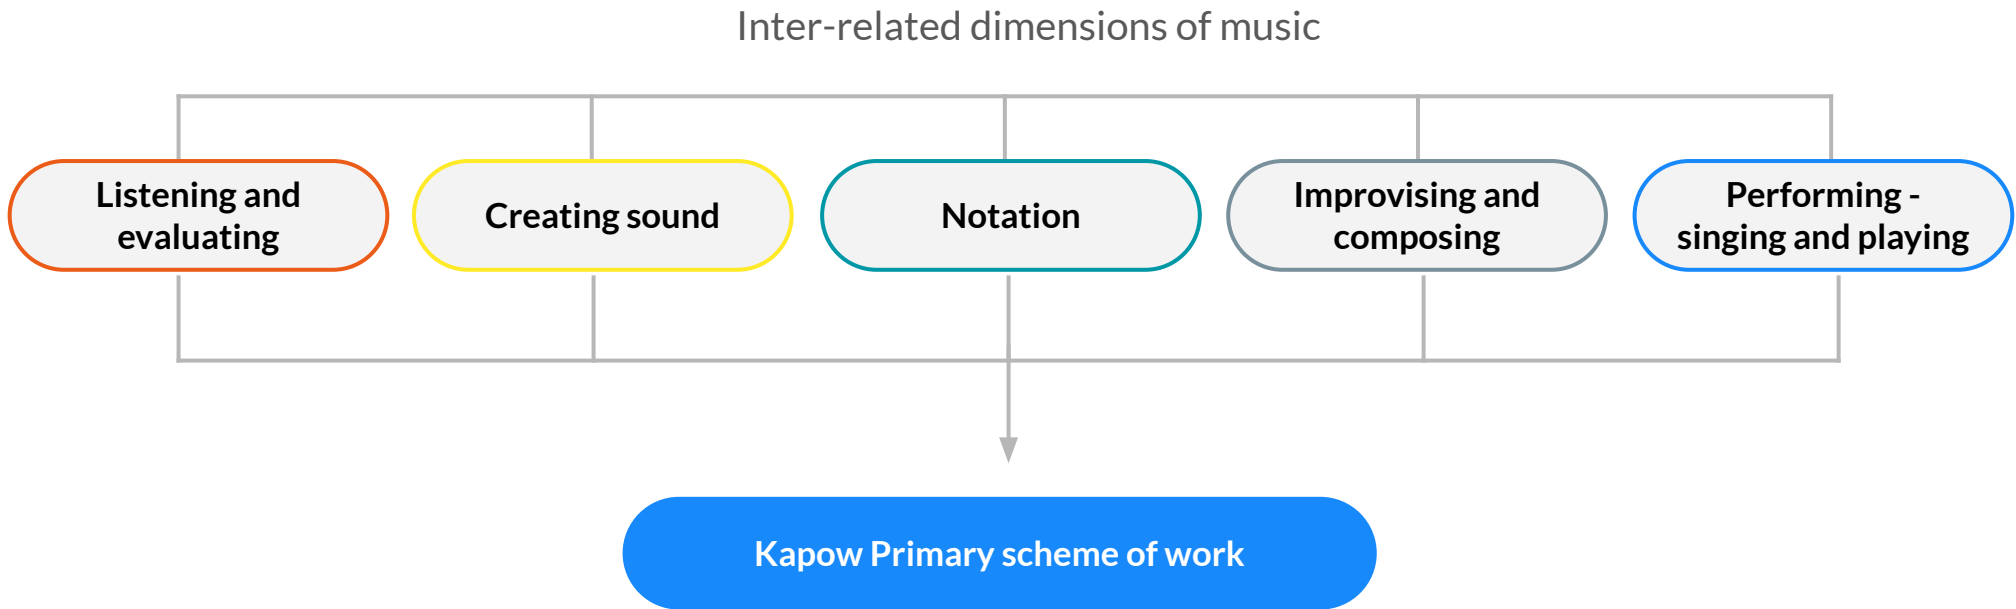 Inter-related dimensions of music
Listening and
evaluating
Creating sound
Notation
Improvising and
composing
Performing -
singing and playing
Kapow Primary scheme of work